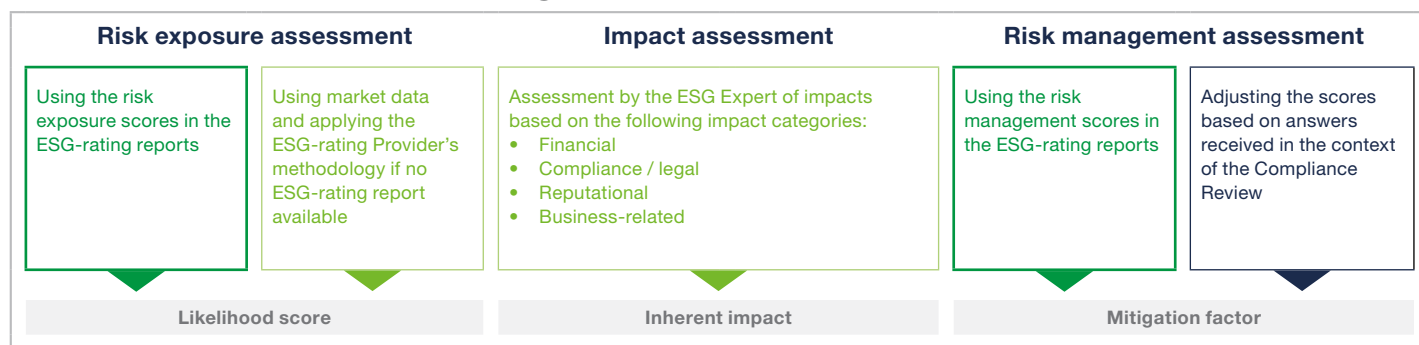 Risk exposure assessment
Using the risk
exposure scores in the
ESG-rating reports
Using market data
and applying the
ESG-rating Provider's
methodology if no
ESG-rating report
available
Likelihood score
Impact assessment
Assessment by the ESG Expert of impacts
based on the following impact categories:
• Financial
• Compliance / legal
• Reputational
• Business-related
Inherent impact
Risk management assessment
Using the risk
management scores in
the ESG-rating reports
Adjusting the scores
based on answers
received in the context
of the Compliance
Review
Mitigation factor